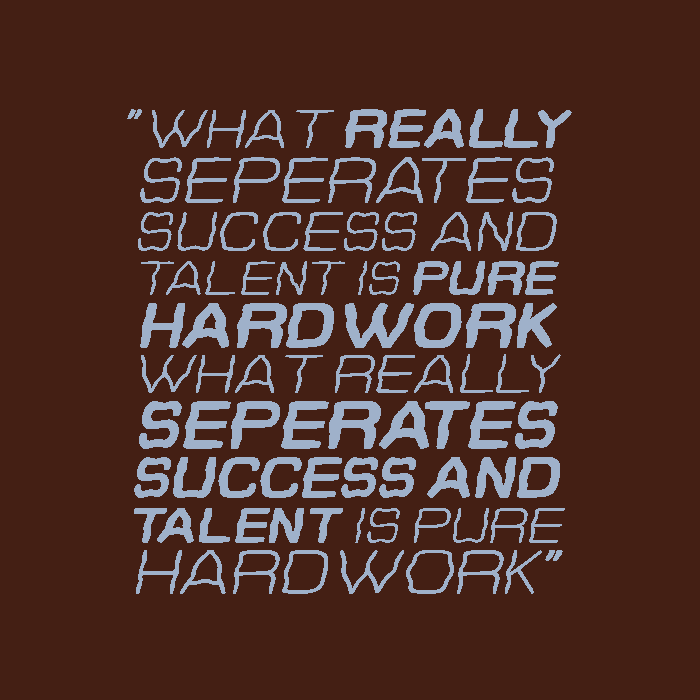 "WHAT REALLY
SEPERATES
SUCCESS AND
TALENT IS PURE
HARDWORK
WHAT REALLY
SEPERATES
SUCCESS AND
TALENT IS PURE
HARDWORK"